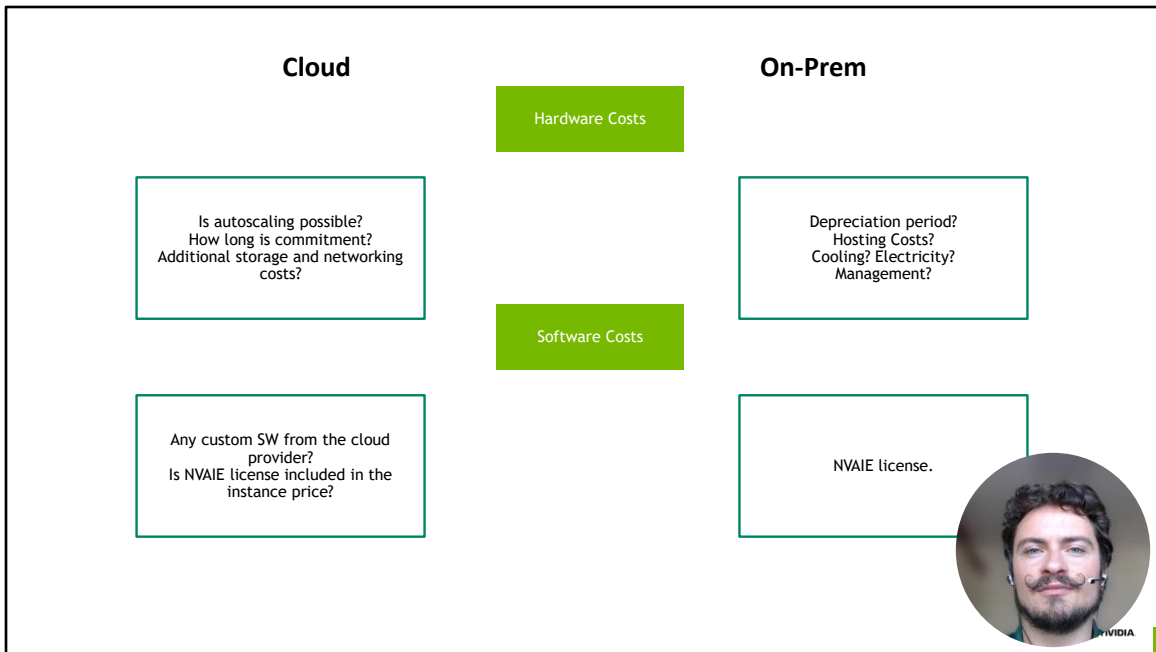 Cloud
On-Prem
Hardware Costs
Is autoscaling possible?
How long is commitment?
Additional storage and networking
costs?
Depreciation period?
Hosting Costs?
Cooling? Electricity?
Management?
Software Costs
Any custom SW from the cloud
provider?
Is NVAIE license included in the
instance price?
NVAIE license.